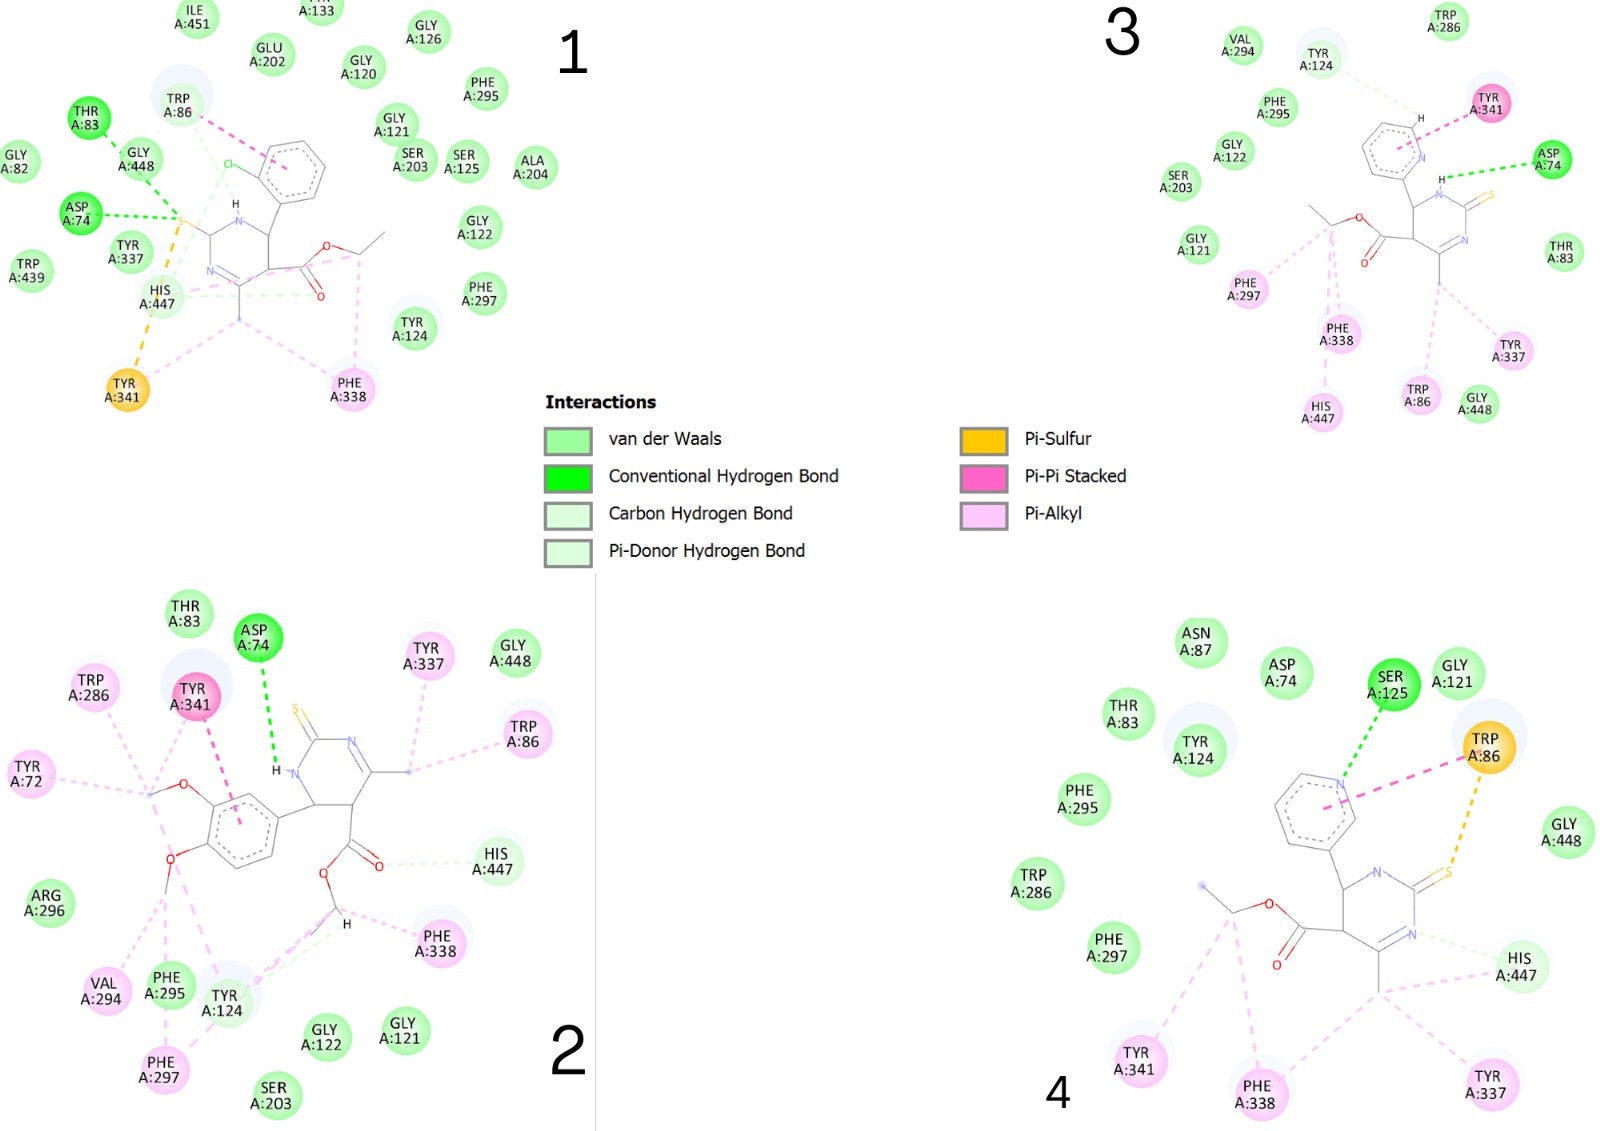 ILE
A:451
A:133
GLY
A:126
GLU
A:202
GLY
A:120
PHE
A:295
TRP
A:86
THR
A:83
GLY
A:121
GLY
A:82
GLY
A:448
Cl
SER
A:203
SER
A:125
ALA
A:204
H
N
S
ASP
A:74
TYR
A:337
GLY
A:122
O
TRP
A:439
N
HIS
A:447
O
PHE
A:297
TYR
A:124
TYR
A:341
PHE
A:338
1
3
TRP
A:286
VAL
A:294
TYR
A:124
PHE
A:295
TYR
A:341
H
GLY
A:122
N
ASP
A:74
SER
A:203
H
N
S
O
GLY
A:121
N
THR
A:83
O
PHE
A:297
PHE
A:338
TYR
A:337
HIS
A:447
TRP
A:86
GLY
A:448
Interactions
van der Waals
Conventional Hydrogen Bond
Carbon Hydrogen Bond
Pi-Donor Hydrogen Bond
Pi-Sulfur
Pi-Pi Stacked
Pi-Alkyl
THR
A:83
ASP
A:74
TYR
A:337
GLY
A:448
TRP
A:286
TYR
A:341
S
TRP
A:86
N
H
N
TYR
A:72
O
O
O
O
HIS
A:447
ARG
A:296
H
PHE
A:338
VAL
A:294
PHE
A:295
TYR
A:124
GLY
A:122
GLY
A:121
PHE
A:297
SER
A:203
2
ASN
A:87
ASP
A:74
SER
A:125
GLY
A:121
THR
A:83
TYR
A:124
TRP
A:86
N
PHE
A:295
GLY
A:448
TRP
A:286
N
S
O
N
PHE
A:297
O
HIS
A:447
TYR
A:341
PHE
A:338
TYR
A:337
4